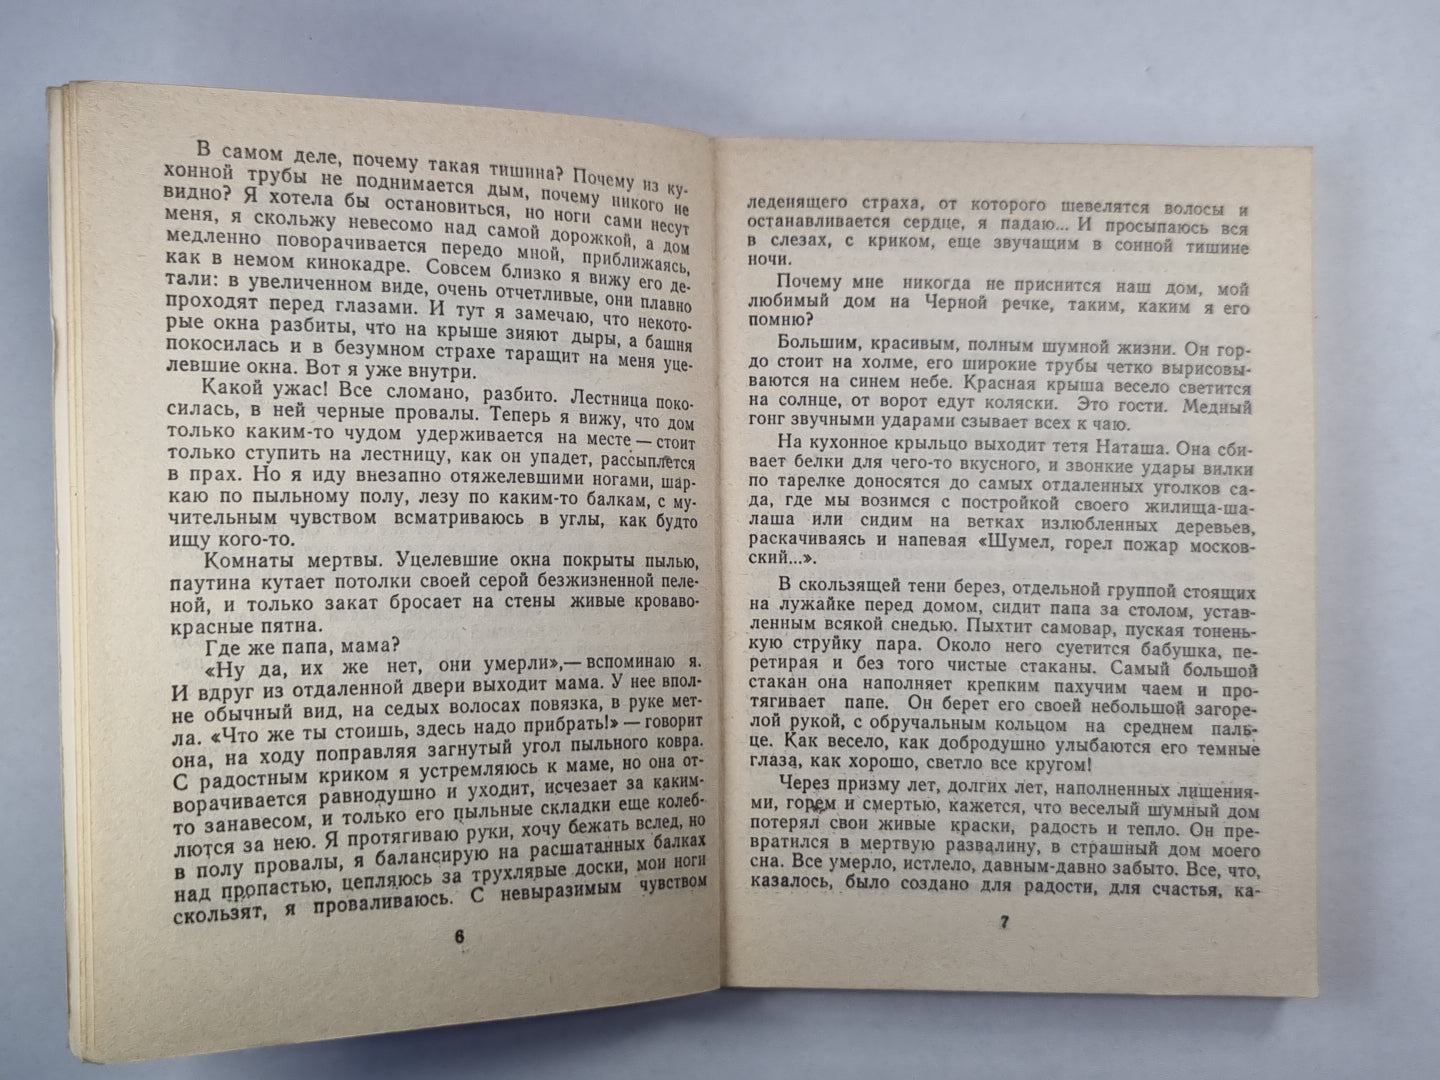 В самом деле, почему такая тишина? Почему из ку-
хонной трубы не поднимается дым, почему никого не
видно? Я хотела бы остановиться, но ноги сами несут
меня, я скольжу невесомо над самой дорожкой, а дом
медленно поворачивается передо мной, приближаясь,
как в немом кинокадре. Совсем близко я вижу его де-
тали: в увеличенном виде, очень отчетливые, они плавно
проходят перед глазами. И тут я замечаю, что некото-
рые окна разбиты, что на крыше зияют дыры, а башня
покосилась и в безумном страхе таращит на меня уце-
левшие окна. Вот я уже внутри.
Какой ужас! Все сломано, разбито. Лестница поко-
силась, в ней черные провалы. Теперь я вижу, что дом
только каким-то чудом удерживается на месте — стоит
только ступить на лестницу, как он упадет, рассыплется
в прах. Но я иду внезапно отяжелевшими ногами, шар-
каю по пыльному полу, лезу по каким-то балкам, с му-
чительным чувством всматриваюсь в углы, как будто
ищу кого-то.
Комнаты мертвы. Уцелевшие окна покрыты пылью,
паутина кутает потолки своей серой безжизненной пеле-
ной, и только закат бросает на стены живые кроваво-
красные пятна.
Где же папа, мама?
«Ну да, их же нет, они умерли»,— вспоминаю я.
И вдруг из отдаленной двери выходит мама. У нее впол-
не обычный вид, на седых волосах повязка, в руке мет-
ла. «Что же ты стоишь, здесь надо прибрать!» — говорит
она, на ходу поправляя загнутый угол пыльного ковра.
С радостным криком я устремляюсь к маме, но она от-
ворачивается равнодушно и уходит, исчезает за каким-
то занавесом, и только его пыльные складки еще колеб-
лются за нею. Я протягиваю руки, хочу бежать вслед, но
в полу провалы, я балансирую на расшатанных балках
над пропастью, цепляюсь за трухлявые доски, мои ноги
скользят, я проваливаюсь. С невыразимым чувством
6
леденящего страха, от которого шевелятся волосы и
останавливается сердце, я падаю... И просыпаюсь вся
в слезах, с криком, еще звучащим в сонной тишине
ночи.
Почему мне никогда не приснится наш дом, мой
любимый дом на Черной речке, таким, каким я его
помню?
Большим, красивым, полным шумной жизни. Он гор-
до стоит на холме, его широкие трубы четко вырисовы-
ваются на синем небе. Красная крыша весело светится
на солнце, от ворот едут коляски. Это гости. Медный
гонг звучными ударами сзывает всех к чаю.
На кухонное крыльцо выходит тетя Наташа. Она сби-
вает белки для чего-то вкусного, и звонкие удары вилки
по тарелке доносятся до самых отдаленных уголков са-
да, где мы возимся с постройкой своего жилища-ша-
лаша или сидим на ветках излюбленных деревьев,
раскачиваясь и напевая «Шумел, горел пожар москов-
ский...».
В скользящей тени берез, отдельной группой стоящих
на лужайке перед домом, сидит папа за столом, устав-
ленным всякой снедью. Пыхтит самовар, пуская тонень-
кую струйку пара. Около него суетится бабушка, пе-
ретирая и без того чистые стаканы. Самый большой
стакан она наполняет крепким пахучим чаем и про-
тягивает папе. Он берет его своей небольшой загоре-
лой рукой, с обручальным кольцом на среднем паль-
це. Как весело, как добродушно улыбаются его темные
глаза, как хорошо, светло все кругом!
Через призму лет, долгих лет, наполненных лишения-
ми, горем и смертью, кажется, что веселый шумный дом
потерял свои живые краски, радость и тепло. Он пре-
вратился в мертвую развалину, в страшный дом моего
сна. Все умерло, истлело, давным-давно забыто. Все, что,
казалось, было создано для радости, для счастья, ка-
7